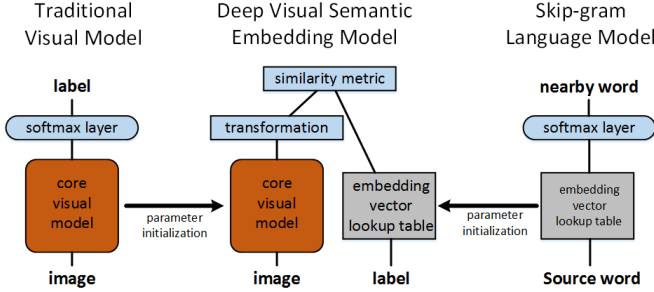 Traditional
Visual Model
Deep Visual Semantic
Embedding Model
Skip-gram
Language Model
similarity metric
label
nearby word
softmax layer
transformation
softmax layer
core
visual
model
parameter
initialization
core
visual
model
embedding
vector
lookup table
parameter
initialization
embedding
vector
lookup table
image
image
label
Source word